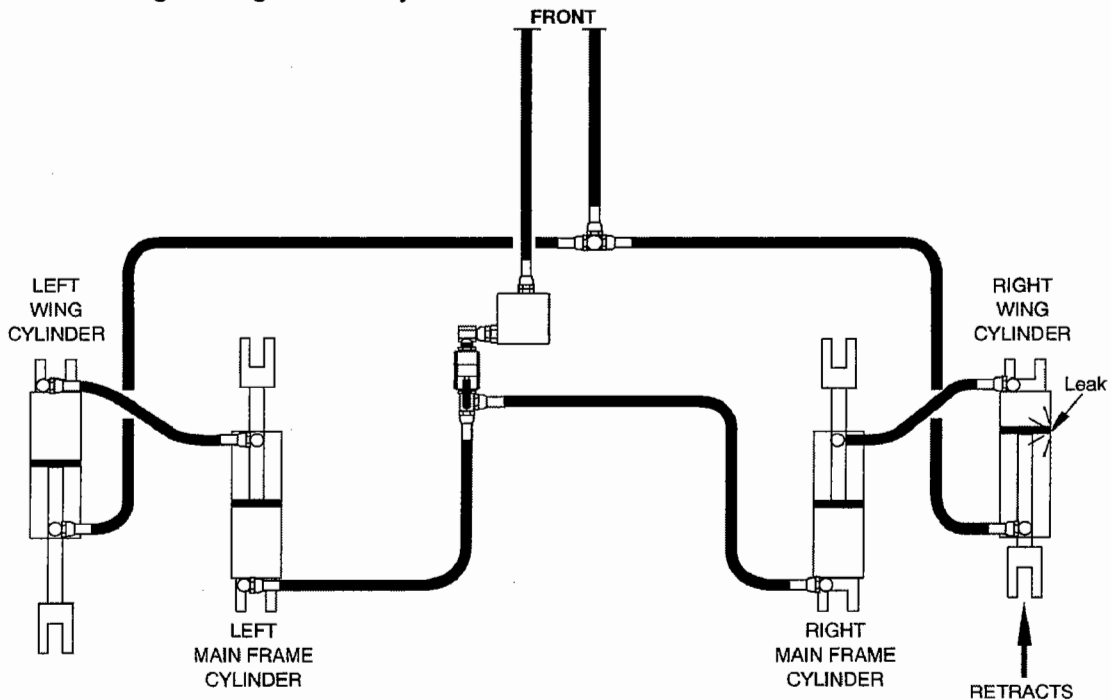 FRONT
LEFT
WING
CYLINDER
RIGHT
WING
CYLINDER
Leak
LEFT
MAIN FRAME
CYLINDER
RIGHT
MAIN FRAME
CYLINDER
RETRACTS